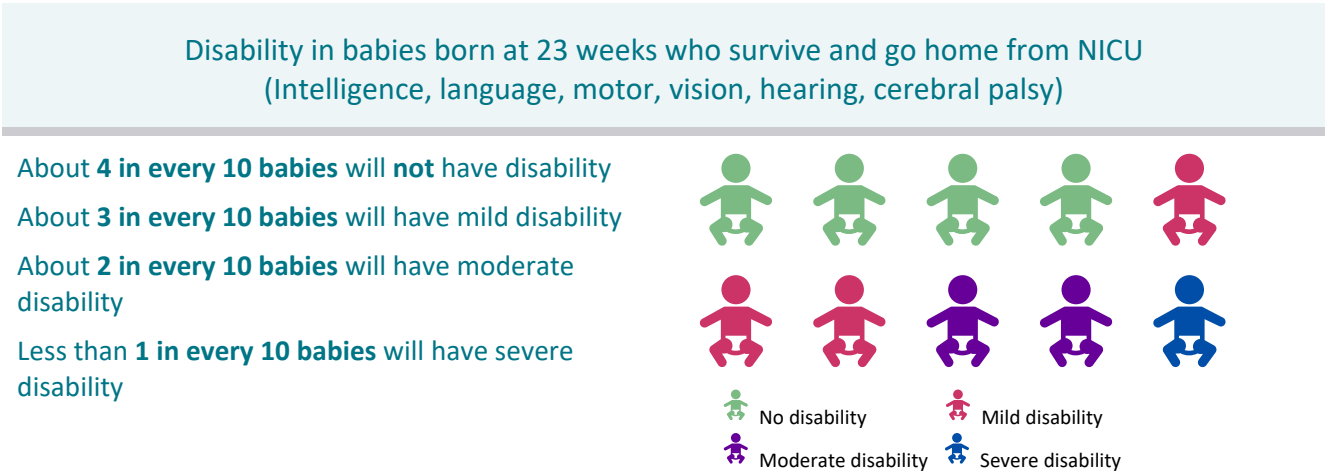 Disability in babies born at 23 weeks who survive and go home from NICU
(Intelligence, language, motor, vision, hearing, cerebral palsy)
About 4 in every 10 babies will not have disability
About 3 in every 10 babies will have mild disability
About 2 in every 10 babies will have moderate
disability
Less than 1 in every 10 babies will have severe
disability
No disability
Mild disability
Moderate disability
Severe disability